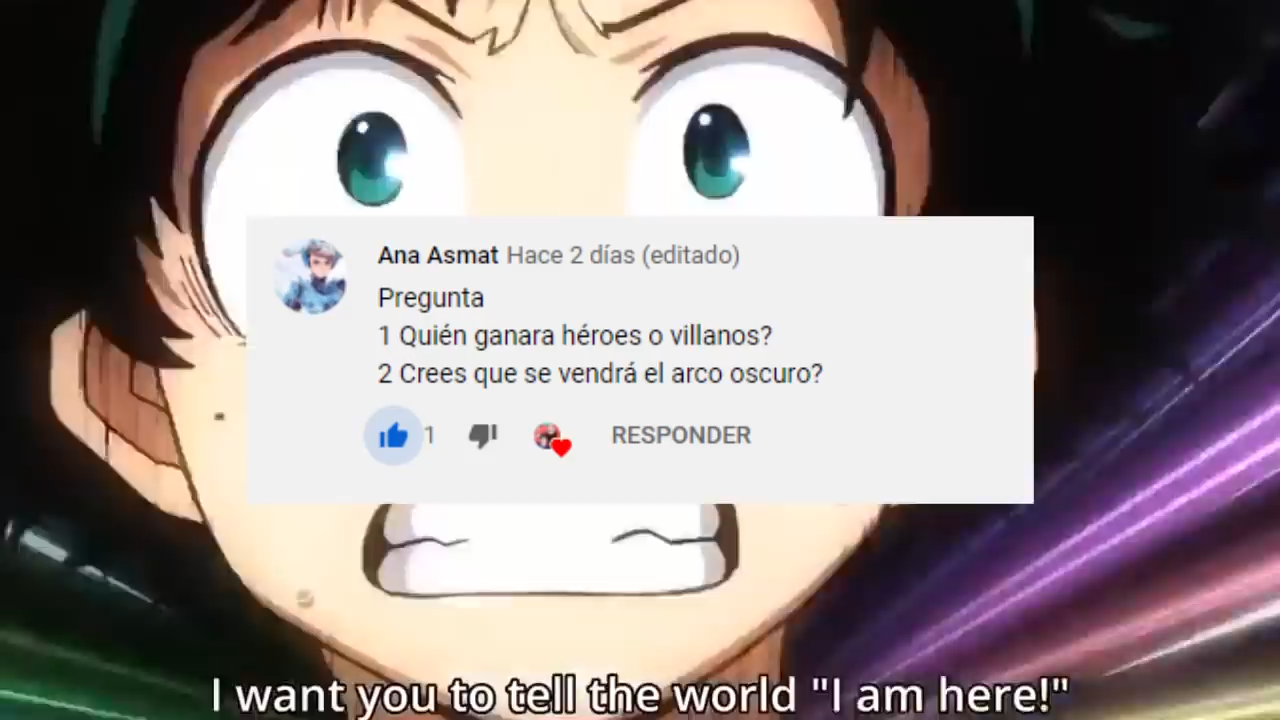 Ana Asmat Hace 2 días (editado)
Pregunta
1 Quién ganara héroes o villanos?
2 Crees que se vendrá el arco oscuro?
1 RESPONDER
I want you to tell the world "I am here!"